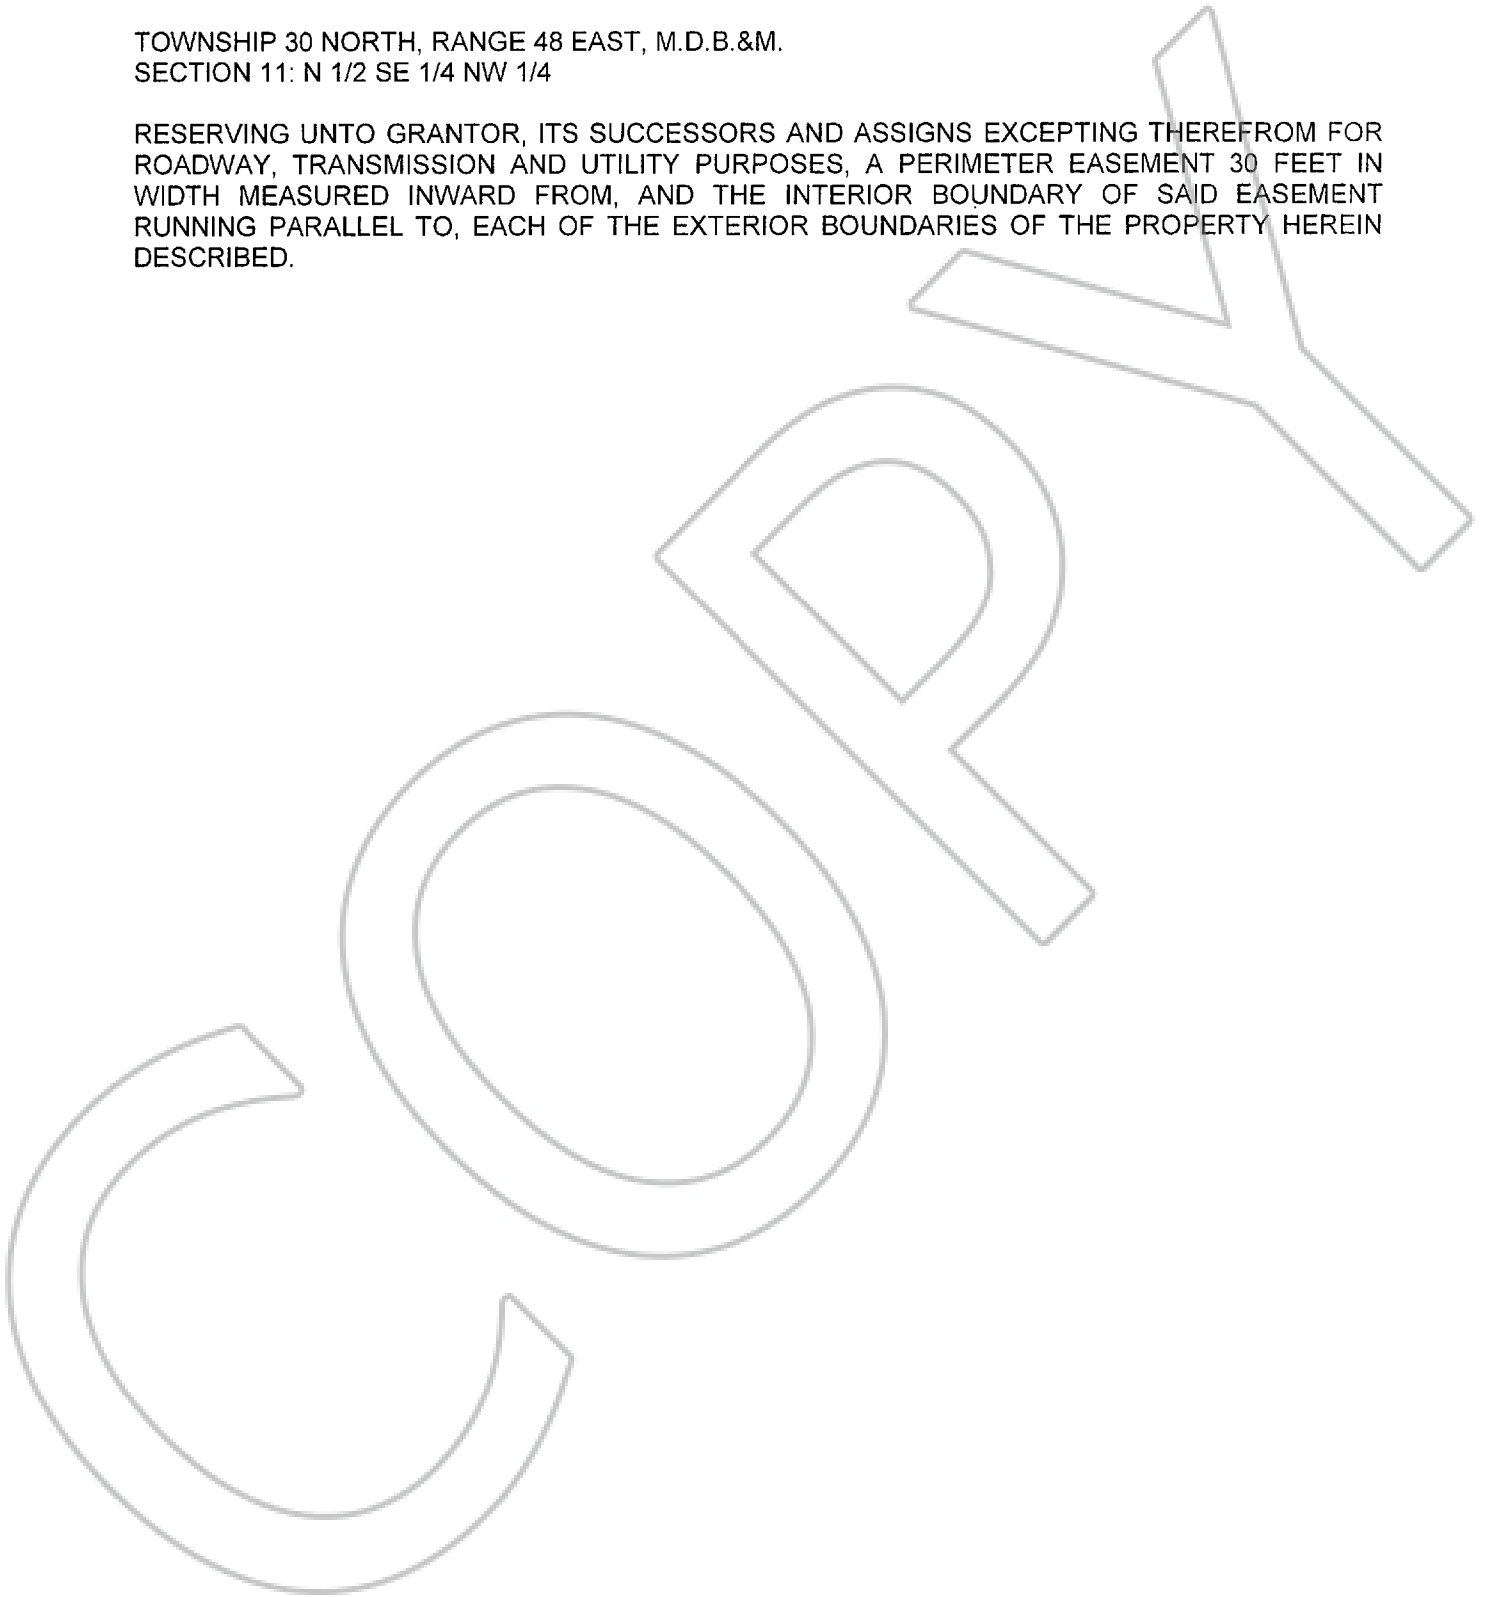 TOWNSHIP 30 NORTH, RANGE 48 EAST, M.D.B.&M.
SECTION 11: N 1/2 SE 1/4 NW 1/4
RESERVING UNTO GRANTOR, ITS SUCCESSORS AND ASSIGNS EXCEPTING THEREFROM FOR
ROADWAY, TRANSMISSION AND UTILITY PURPOSES, A PERIMETER EASEMENT 30 FEET IN
WIDTH MEASURED INWARD FROM, AND THE INTERIOR BOUNDARY OF SAID EASEMENT
RUNNING PARALLEL TO, EACH OF THE EXTERIOR BOUNDARIES OF THE PROPERTY HEREIN
DESCRIBED.
COPY